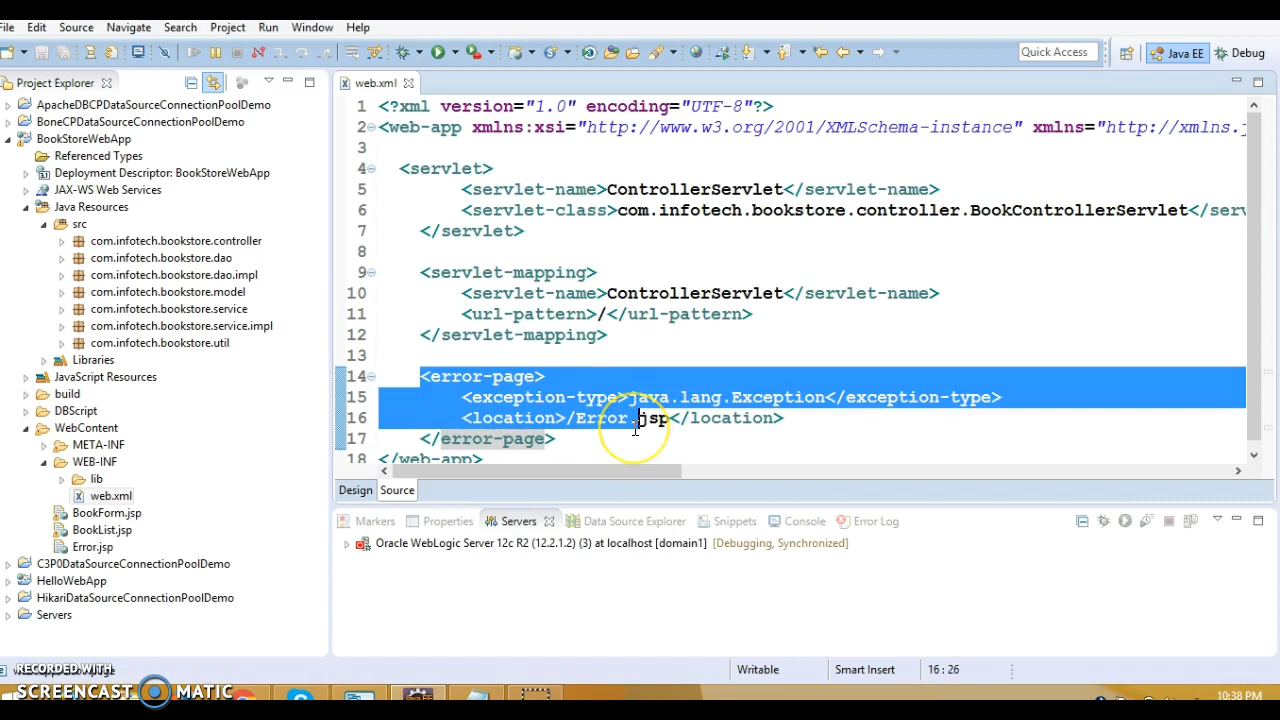 File Edit Source Navigate Search Project Run Window Help
Quick Access
Java EE
Debug
Project Explorer
ApacheDBCPDataSourceConnectionPoolDemo
BoneCPDataSourceConnectionPoolDemo
BookStoreWebApp
Referenced Types
Deployment Descriptor: BookStoreWebApp
JAX-WS Web Services
Java Resources
src
com.infotech.bookstore.controller
com.infotech.bookstore.dao
com.infotech.bookstore.dao.impl
com.infotech.bookstore.model
com.infotech.bookstore.service
com.infotech.bookstore.service.impl
com.infotech.bookstore.util
Libraries
JavaScript Resources
build
DBScript
WebContent
META-INF
WEB-INF
lib
web.xml
BookForm.jsp
BookList.jsp
Error.jsp
C3P0DataSourceConnectionPoolDemo
HelloWebApp
HikariDataSourceConnectionPoolDemo
Servers
web.xml
1 <?xml version="1.0" encoding="UTF-8"?>
2 <web-app xmlns:xsi="http://www.w3.org/2001/XMLSchema-instance" xmlns="http://xmlns.j
3
4 <servlet>
5 <servlet-name>ControllerServlet</servlet-name>
6 <servlet-class>com.infotech.bookstore.controller.BookControllerServlet</serv
7 </servlet>
8
9 <servlet-mapping>
10 <servlet-name>ControllerServlet</servlet-name>
11 <url-pattern>/</url-pattern>
12 </servlet-mapping>
13
14 <error-page>
15 <exception-type>java.lang.Exception</exception-type>
16 <location>/Error.jsp</location>
17 </error-page>
18 </web-app>
Design Source
Markers Properties Servers Data Source Explorer Snippets Console Error Log
Oracle WebLogic Server 12c R2 (12.2.1.2) (3) at localhost [domain1] [Debugging, Synchronized]
Writable Smart Insert 16 : 26
RECORDED WITH
SCREENCAST MATIC
10:38 PM